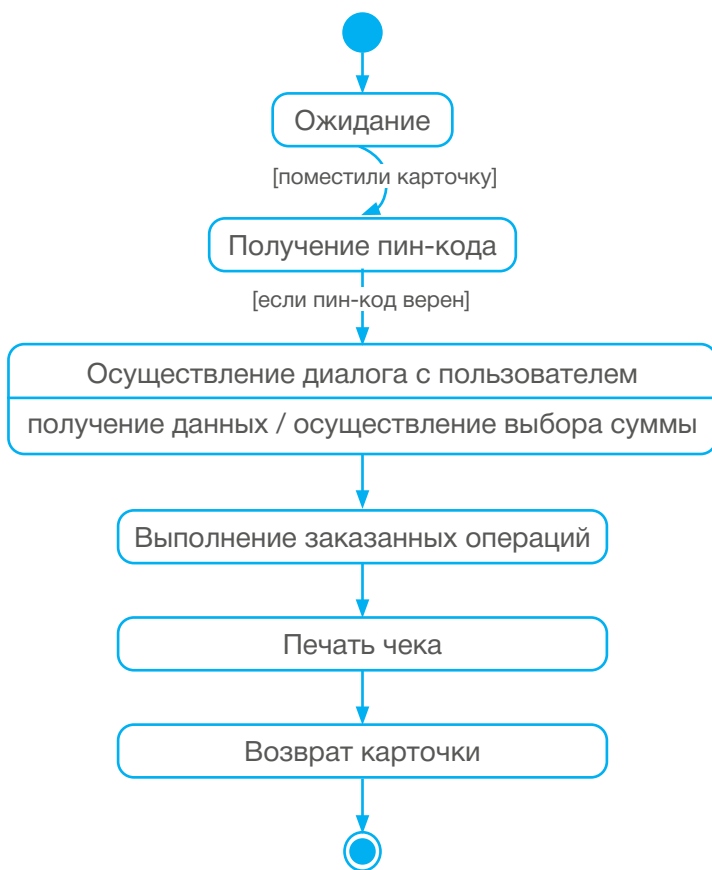 Ожидание
[поместили карточку]
Получение пин-кода
[если пин-код верен]
Осуществление диалога с пользователем
получение данных / осуществление выбора суммы
Выполнение заказанных операций
Печать чека
Возврат карточки